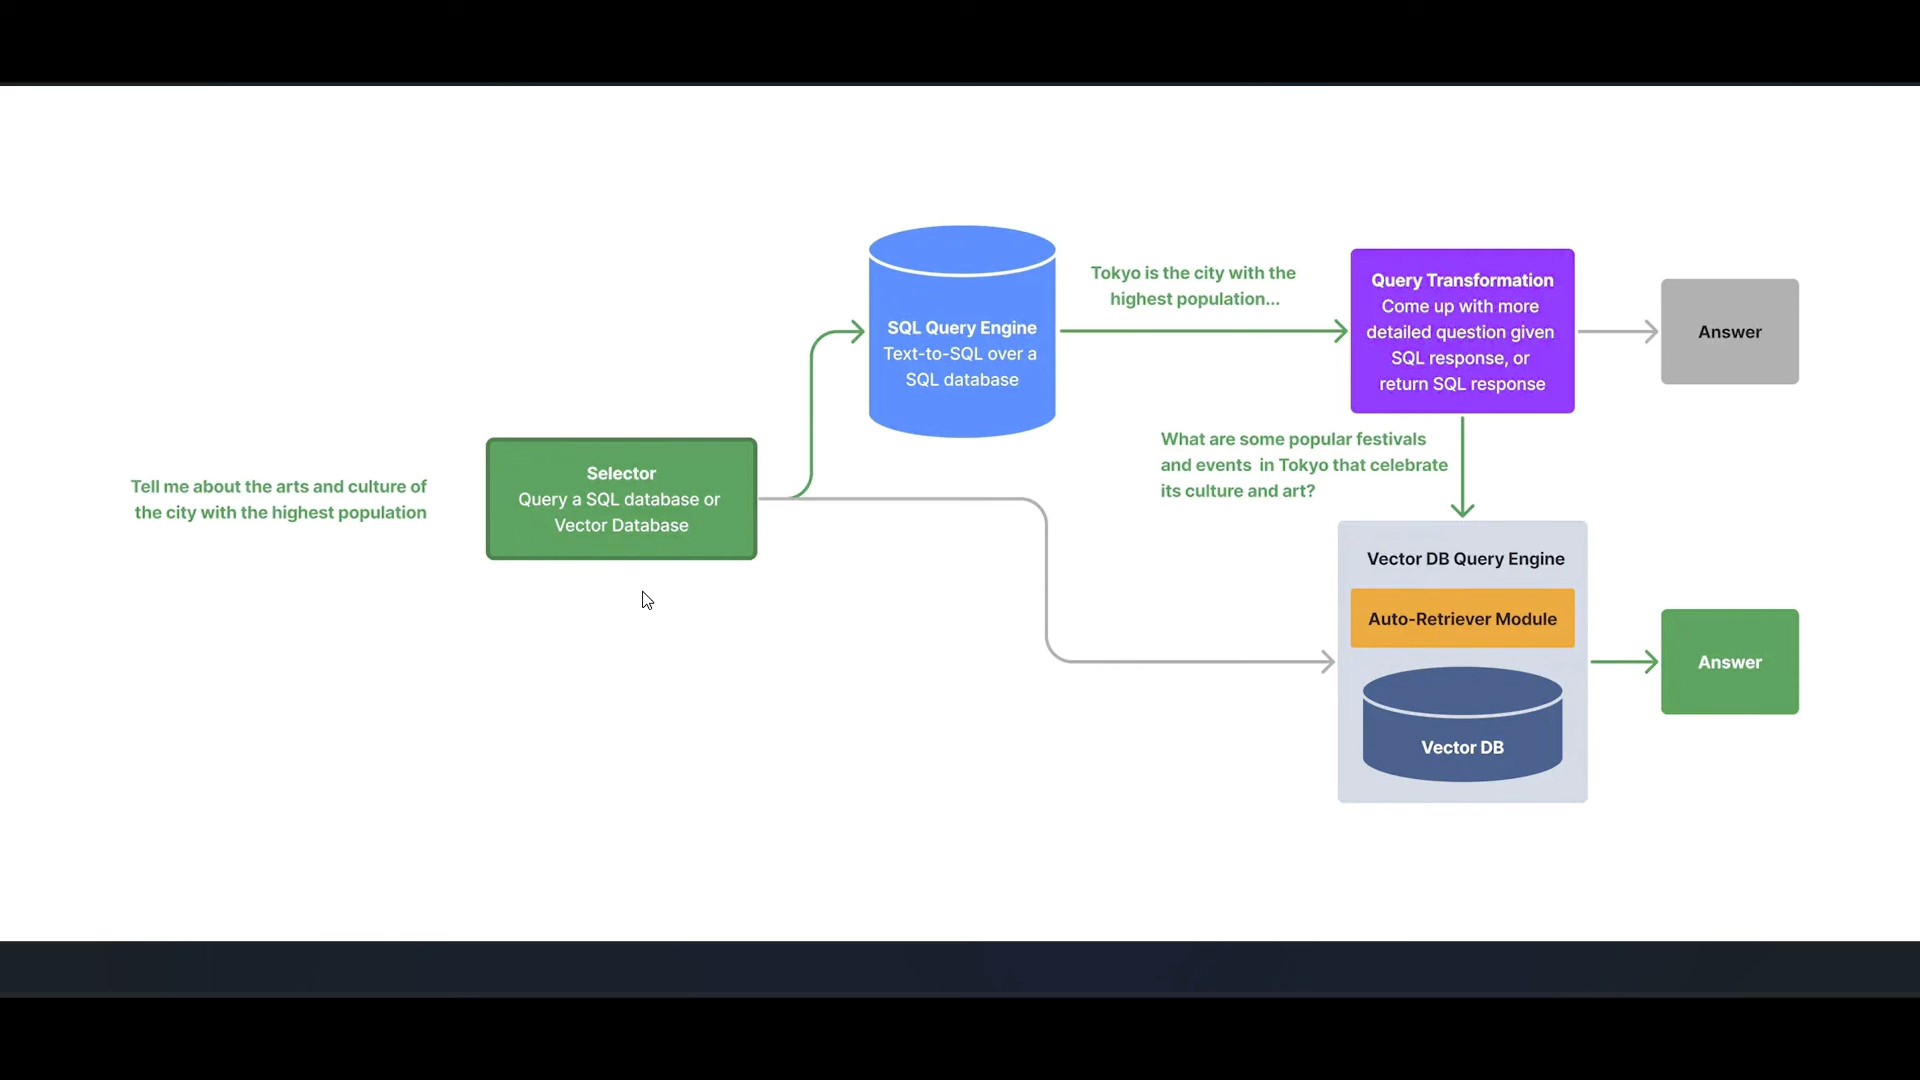 Tell me about the arts and culture of
the city with the highest population
Selector
Query a SQL database or
Vector Database
SQL Query Engine
Text-to-SQL over a
SQL database
Tokyo is the city with the
highest population...
Query Transformation
Come up with more
detailed question given
SQL response, or
return SQL response
Answer
What are some popular festivals
and events in Tokyo that celebrate
its culture and art?
Vector DB Query Engine
Auto-Retriever Module
Vector DB
Answer